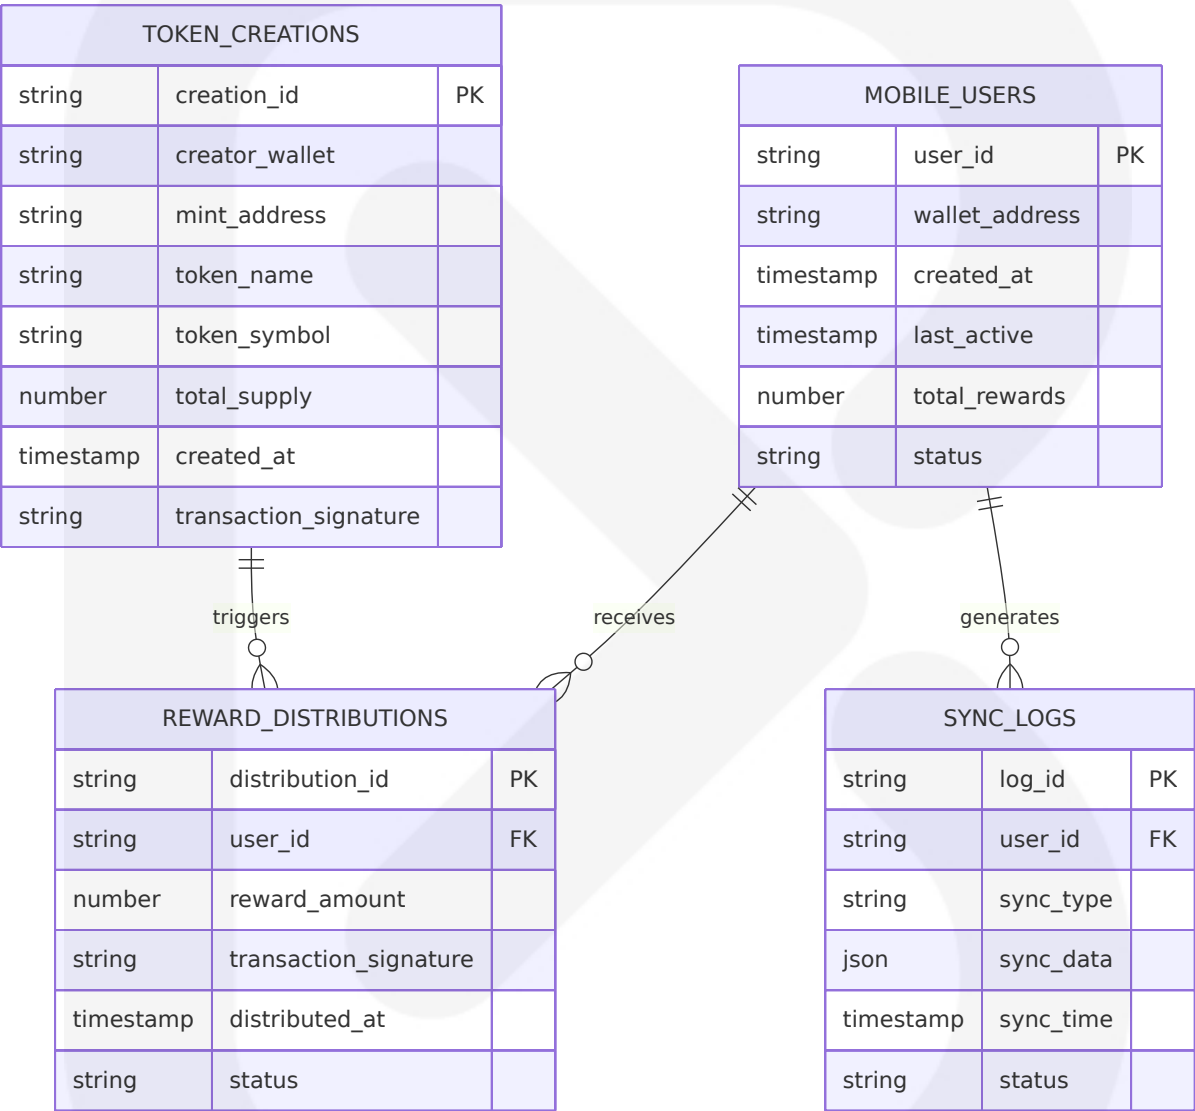 TOKEN_CREATIONS
string creation_id PK
string creator_wallet
string mint_address
string token_name
string token_symbol
number total_supply
timestamp created_at
string transaction_signature
MOBILE_USERS
string user_id PK
string wallet_address
timestamp created_at
timestamp last_active
number total_rewards
string status
triggers
receives
generates
REWARD_DISTRIBUTIONS
string distribution_id PK
string user_id FK
number reward_amount
string transaction_signature
timestamp distributed_at
string status
SYNC_LOGS
string log_id PK
string user_id FK
string sync_type
json sync_data
timestamp sync_time
string status